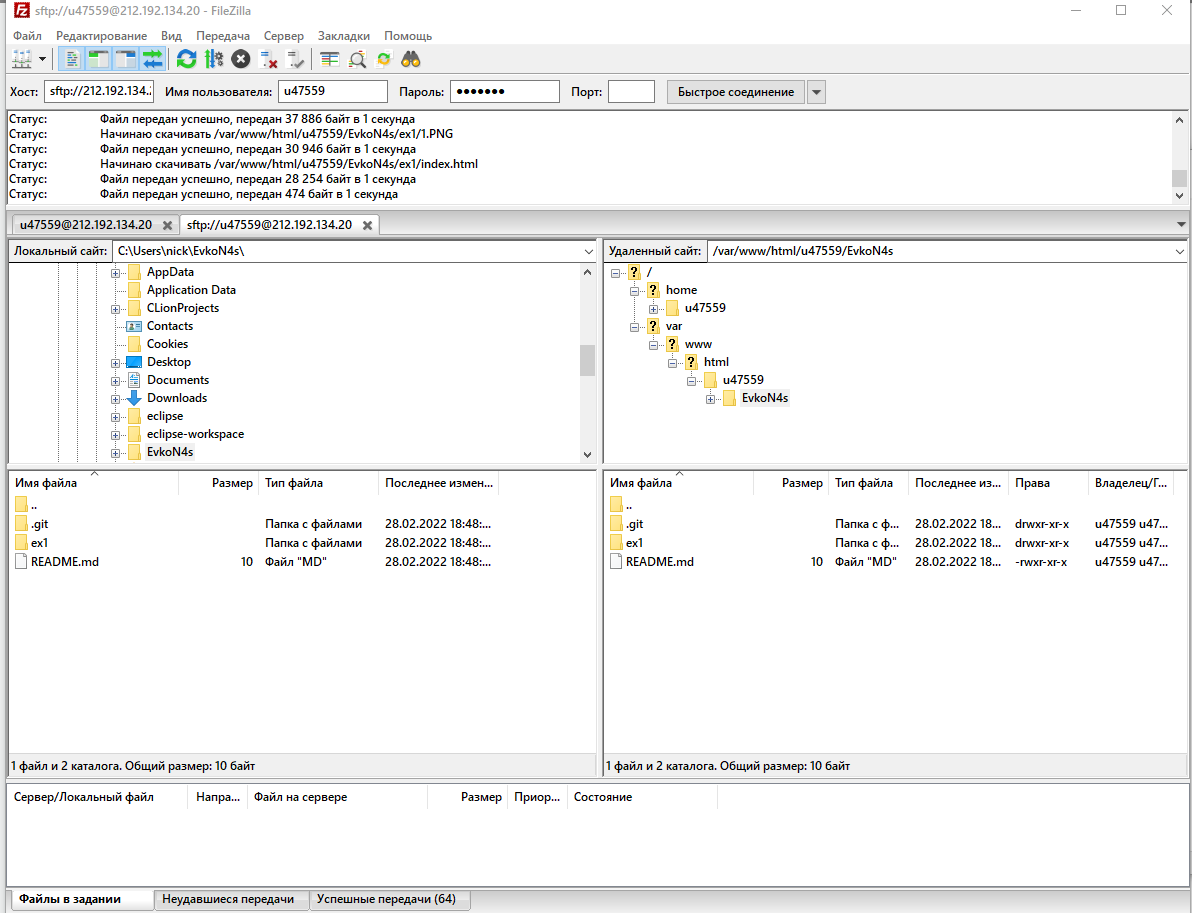 sftp://u47559@212.192.134.20 - FileZilla
Файл Редактирование Вид Передача Сервер Закладки Помощь
Хост: sftp://212.192.134. Имя пользователя: u47559 Пароль: ●●●●●●● Порт: Быстрое соединение
Статус: Файл передан успешно, передан 37 886 байт в 1 секунда
Статус: Начинаю скачивать /var/www/html/u47559/EvkoN4s/ex1/1.PNG
Статус: Файл передан успешно, передан 30 946 байт в 1 секунда
Статус: Начинаю скачивать /var/www/html/u47559/EvkoN4s/ex1/index.html
Статус: Файл передан успешно, передан 28 254 байт в 1 секунда
Статус: Файл передан успешно, передан 474 байт в 1 секунда
u47559@212.192.134.20 sftp://u47559@212.192.134.20
Локальный сайт: C:\Users\nick\EvkoN4s\
AppData
Application Data
CLionProjects
Contacts
Cookies
Desktop
Documents
Downloads
eclipse
eclipse-workspace
EvkoN4s
Удаленный сайт: /var/www/html/u47559/EvkoN4s
/
home
u47559
var
www
html
u47559
EvkoN4s
Имя файла Размер Тип файла Последнее измен...
..
.git Папка с файлами 28.02.2022 18:48:...
ex1 Папка с файлами 28.02.2022 18:48:...
README.md 10 Файл "MD" 28.02.2022 18:48:...
1 файл и 2 каталога. Общий размер: 10 байт
Имя файла Размер Тип файла Последнее из... Права Владелец/Г...
..
.git Папка с ф... 28.02.2022 18... drwxr-xr-x u47559 u47...
ex1 Папка с ф... 28.02.2022 18... drwxr-xr-x u47559 u47...
README.md 10 Файл "MD" 28.02.2022 18... -rwxr-xr-x u47559 u47...
1 файл и 2 каталога. Общий размер: 10 байт
Сервер/Локальный файл Напра... Файл на сервере Размер Приор... Состояние
Файлы в задании Неудавшиеся передачи Успешные передачи (64)